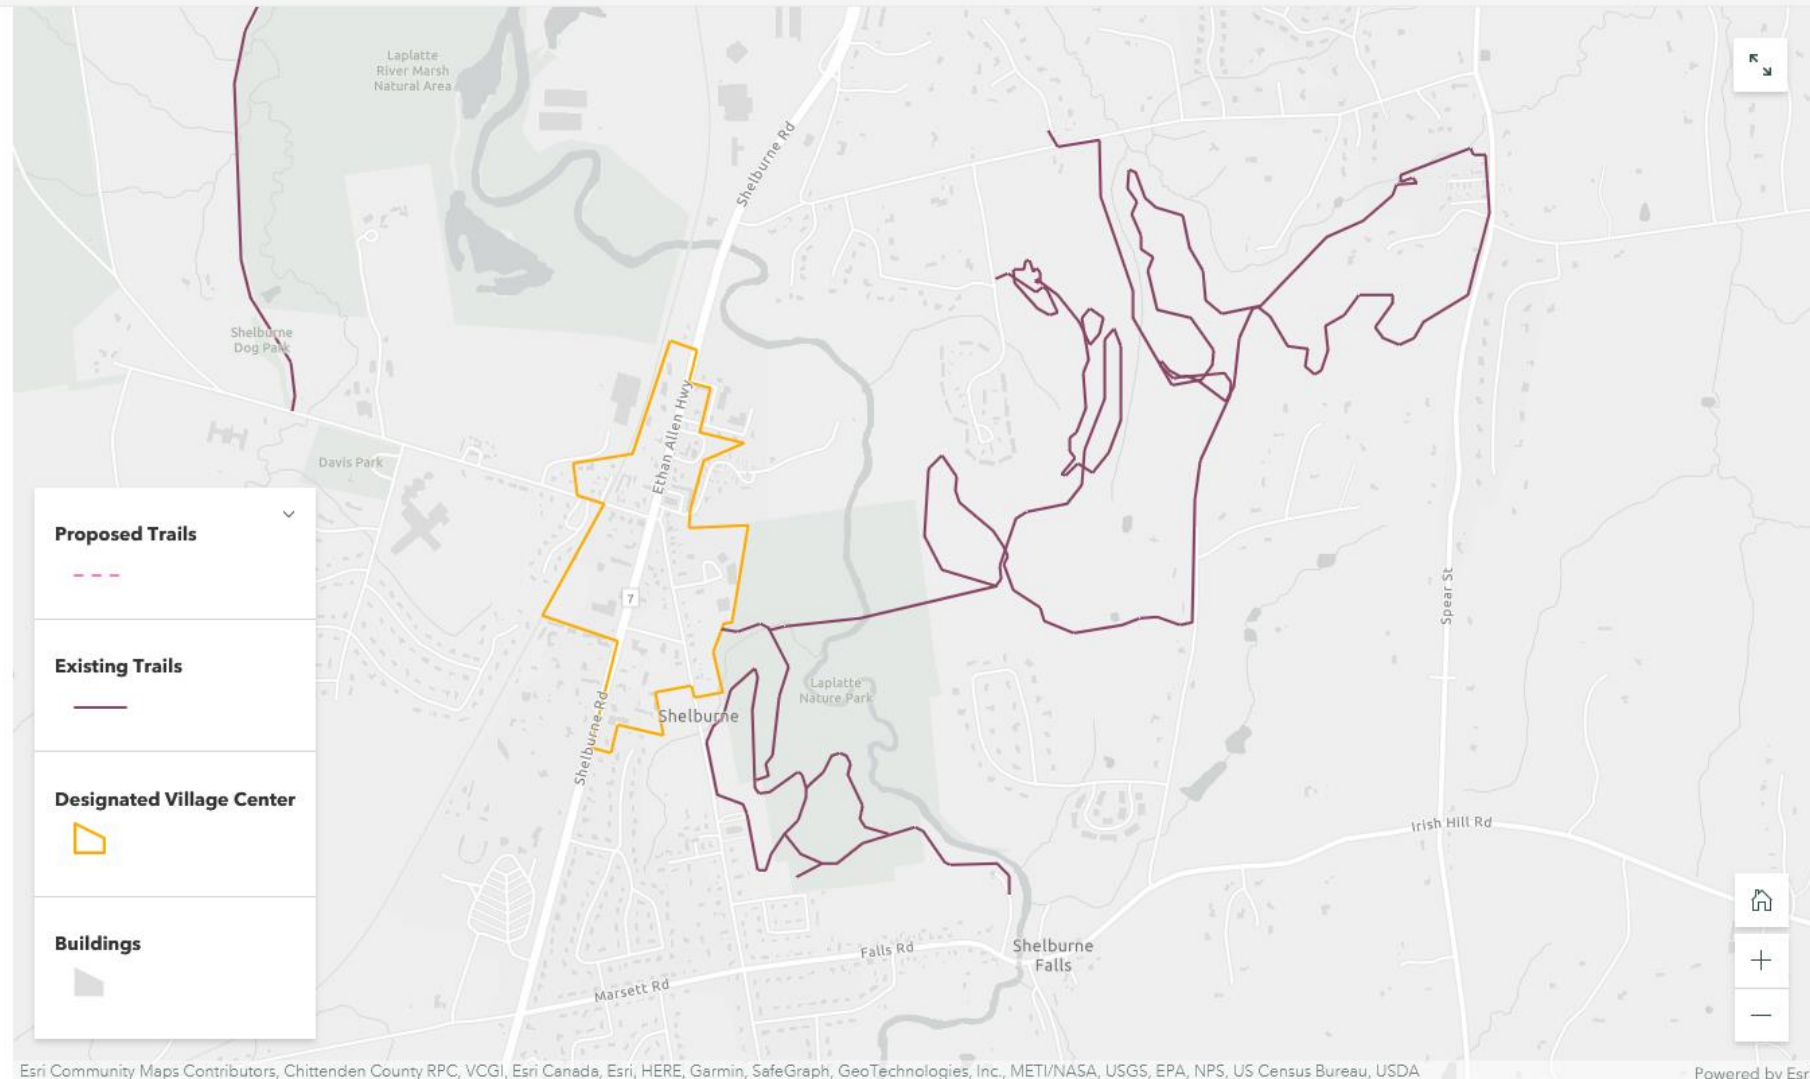 Laplatte
River Marsh
Natural Area
Shelburne Rd
Shelburne
Dog Park
Ethan Allen Hwy
Davis Park
Proposed Trails
Existing Trails
Designated Village Center
Buildings
7
Spear St
Laplatte
Nature Park
Shelburne
Shelburne Rd
Irish Hill Rd
Falls Rd
Shelburne
Falls
Marsett Rd
Esri Community Maps Contributors, Chittenden County RPC, VCGI, Esri Canada, Esri, HERE, Garmin, SafeGraph, GeoTechnologies, Inc., METI/NASA, USGS, EPA, NPS, US Census Bureau, USDA
Powered by Esr